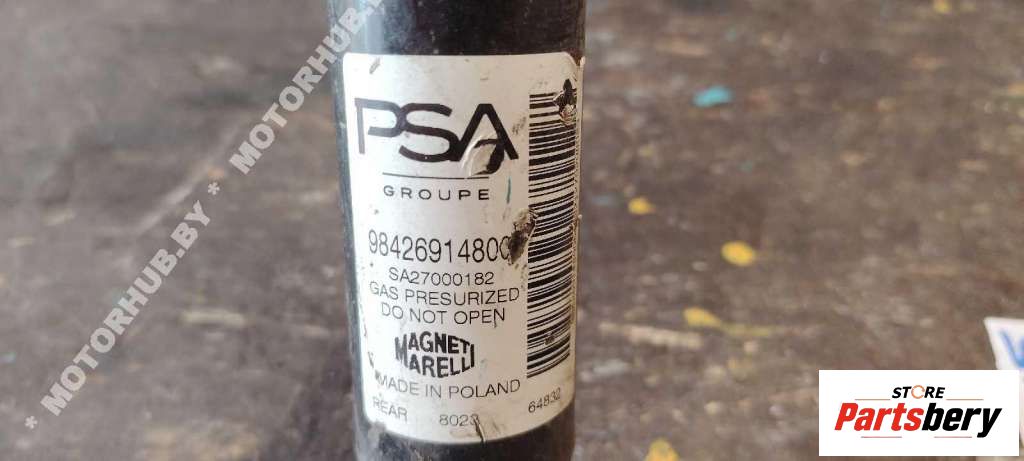 PSA
GROUPE
9842691480
SA27000182
GAS PRESURIZED
DO NOT OPEN
MAGNETI
MARELLI
MADE IN POLAND
REAR 8023 64832
* MOTORHUB.BY * MOTORHUB.BY
STORE
Partsbery